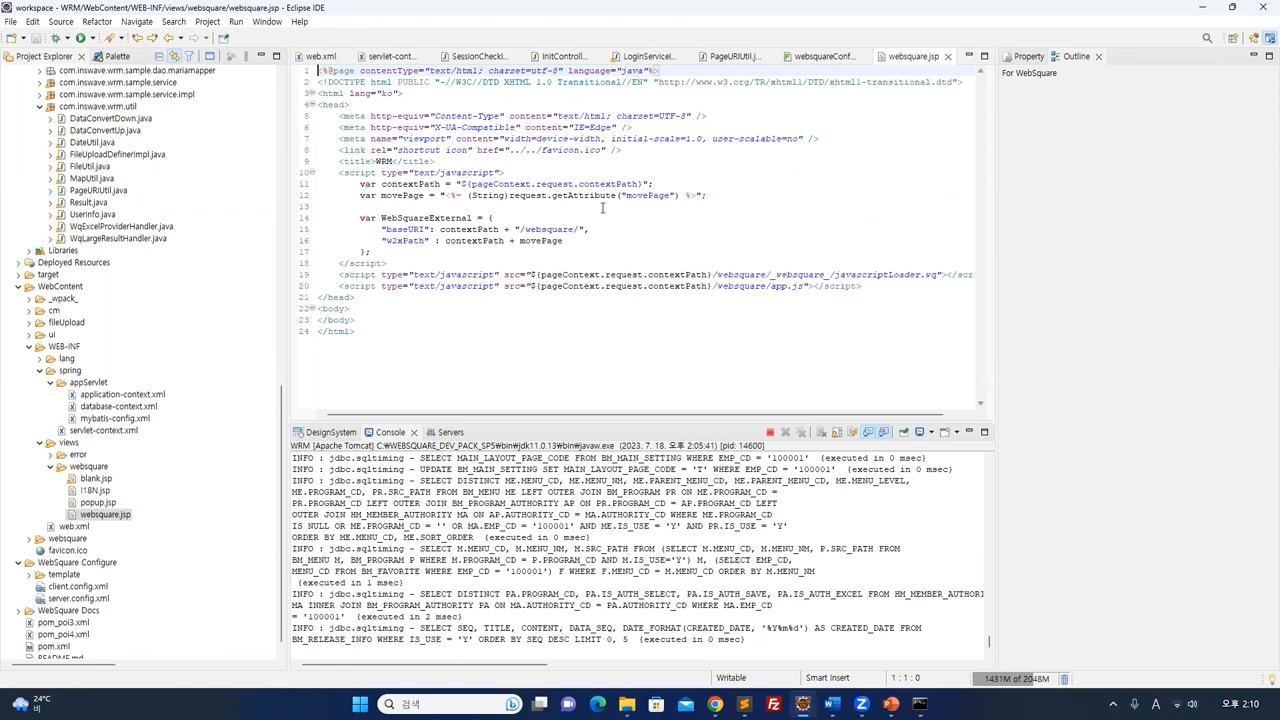 workspace - WRM/WebContent/WEB-INF/views/websquare/websquare.jsp - Eclipse IDE
File Edit Source Refactor Navigate Search Project Run Window Help
Project Explorer Palette
com.inswave.wrm.sample.dao.mariamapper
com.inswave.wrm.sample.service
com.inswave.wrm.sample.service.impl
com.inswave.wrm.util
DataConvertDown.java
DataConvertUp.java
DateUtil.java
FileUploadDefinerImpl.java
FileUtil.java
MapUtil.java
PageURIUtil.java
Result.java
UserInfo.java
WqExcelProviderHandler.java
WqLargeResultHandler.java
Libraries
Deployed Resources
target
WebContent
_wpack_
cm
fileUpload
ui
WEB-INF
lang
spring
appServlet
application-context.xml
database-context.xml
mybatis-config.xml
servlet-context.xml
views
error
websquare
blank.jsp
I18N.jsp
popup.jsp
websquare.jsp
web.xml
websquare
favicon.ico
WebSquare Configure
template
client.config.xml
server.config.xml
WebSquare Docs
pom_poi3.xml
pom_poi4.xml
pom.xml
README.md
web.xml servlet-cont... SessionCheckI... InitControll... LoginServiceI... PageURIUtil.j... websquareConf... websquare.jsp
1 <%@page contentType="text/html; charset=utf-8" language="java"%>
2 <!DOCTYPE html PUBLIC "-//W3C//DTD XHTML 1.0 Transitional//EN" "http://www.w3.org/TR/xhtml1/DTD/xhtml1-transitional.dtd">
3 <html lang="ko">
4 <head>
5 <meta http-equiv="Content-Type" content="text/html; charset=UTF-8" />
6 <meta http-equiv="X-UA-Compatible" content="IE=Edge" />
7 <meta name="viewport" content="width=device-width, initial-scale=1.0, user-scalable=no" />
8 <link rel="shortcut icon" href="../../favicon.ico" />
9 <title>WRM</title>
10 <script type="text/javascript">
11 var contextPath = "${pageContext.request.contextPath}";
12 var movePage = "<%= (String)request.getAttribute("movePage") %>";
13
14 var WebSquareExternal = {
15 "baseURI": contextPath + "/websquare/",
16 "w2xPath" : contextPath + movePage
17 };
18 </script>
19 <script type="text/javascript" src="${pageContext.request.contextPath}/websquare/_websquare_/javascriptLoader.wq"></scr
20 <script type="text/javascript" src="${pageContext.request.contextPath}/websquare/app.js"></script>
21 </head>
22 <body>
23 </body>
24 </html>
DesignSystem Console Servers
WRM [Apache Tomcat] C:\WEBSQUARE_DEV_PACK_SP5\bin\jdk11.0.13\bin\javaw.exe (2023. 7. 18. 오후 2:05:41) [pid: 14600]
INFO : jdbc.sqltiming - SELECT MAIN_LAYOUT_PAGE_CODE FROM BM_MAIN_SETTING WHERE EMP_CD = '100001' {executed in 0 msec}
INFO : jdbc.sqltiming - UPDATE BM_MAIN_SETTING SET MAIN_LAYOUT_PAGE_CODE = 'T' WHERE EMP_CD = '100001' {executed in 0 msec}
INFO : jdbc.sqltiming - SELECT DISTINCT ME.MENU_CD, ME.MENU_NM, ME.PARENT_MENU_CD, ME.PARENT_MENU_CD, ME.MENU_LEVEL,
ME.PROGRAM_CD, PR.SRC_PATH FROM BM_MENU ME LEFT OUTER JOIN BM_PROGRAM PR ON ME.PROGRAM_CD =
PR.PROGRAM_CD LEFT OUTER JOIN BM_PROGRAM_AUTHORITY AP ON PR.PROGRAM_CD = AP.PROGRAM_CD LEFT
OUTER JOIN HM_MEMBER_AUTHORITY MA ON AP.AUTHORITY_CD = MA.AUTHORITY_CD WHERE ME.PROGRAM_CD
IS NULL OR ME.PROGRAM_CD = '' OR MA.EMP_CD = '100001' AND ME.IS_USE = 'Y' AND PR.IS_USE = 'Y'
ORDER BY ME.MENU_CD, ME.SORT_ORDER {executed in 0 msec}
INFO : jdbc.sqltiming - SELECT M.MENU_CD, M.MENU_NM, M.SRC_PATH FROM (SELECT M.MENU_CD, M.MENU_NM, P.SRC_PATH FROM
BM_MENU M, BM_PROGRAM P WHERE M.PROGRAM_CD = P.PROGRAM_CD AND M.IS_USE='Y') M, (SELECT EMP_CD,
MENU_CD FROM BM_FAVORITE WHERE EMP_CD = '100001') F WHERE F.MENU_CD = M.MENU_CD ORDER BY M.MENU_NM
{executed in 1 msec}
INFO : jdbc.sqltiming - SELECT DISTINCT PA.PROGRAM_CD, PA.IS_AUTH_SELECT, PA.IS_AUTH_SAVE, PA.IS_AUTH_EXCEL FROM HM_MEMBER_AUTHORI
MA INNER JOIN BM_PROGRAM_AUTHORITY PA ON MA.AUTHORITY_CD = PA.AUTHORITY_CD WHERE MA.EMP_CD
= '100001' {executed in 2 msec}
INFO : jdbc.sqltiming - SELECT SEQ, TITLE, CONTENT, DATA_SEQ, DATE_FORMAT(CREATED_DATE, '%Y%m%d') AS CREATED_DATE FROM
BM_RELEASE_INFO WHERE IS_USE = 'Y' ORDER BY SEQ DESC LIMIT 0, 5 {executed in 0 msec}
Property Outline
For WebSquare
Writable Smart Insert 1 : 1 : 0 1431M of 2048M
24°C
비
검색
A 오후 2:10